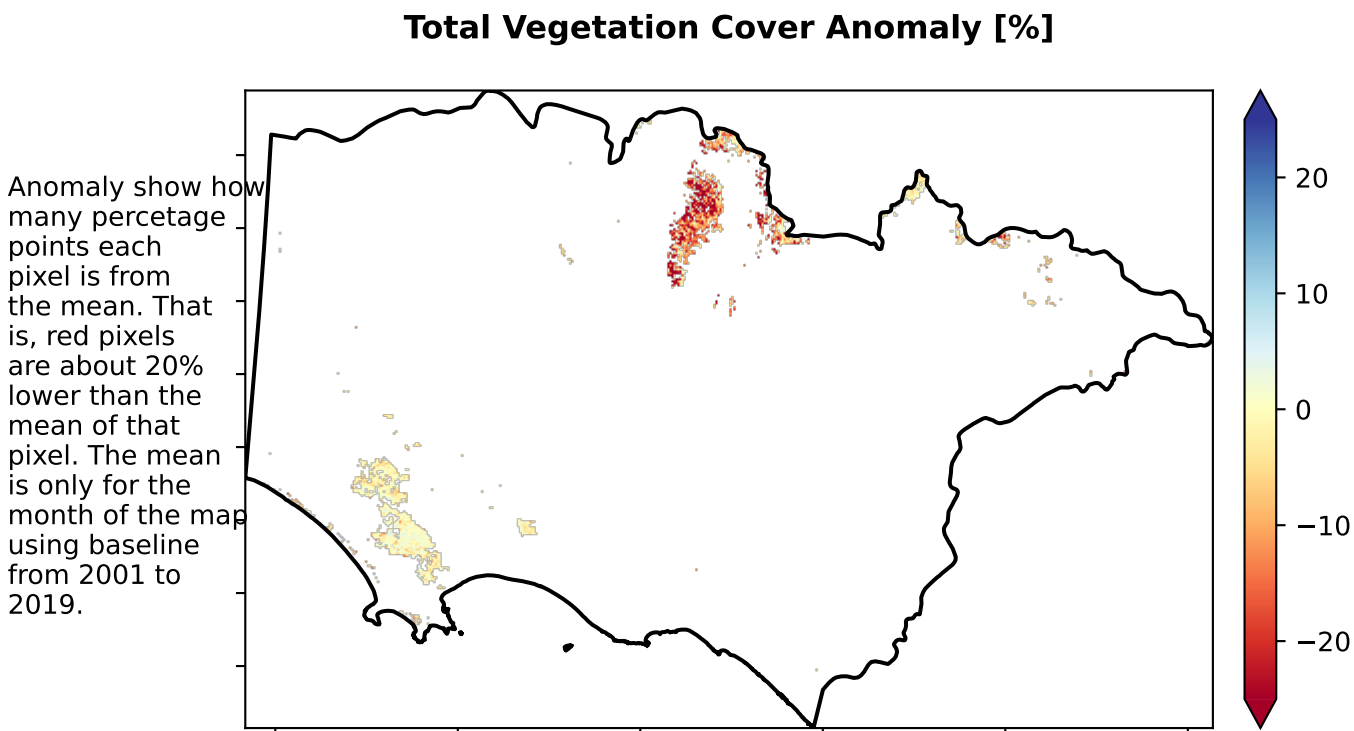 Total Vegetation Cover Anomaly [%]
Anomaly show how
many percetage
points each
pixel is from
the mean. That
is, red pixels
are about 20%
lower than the
mean of that
pixel. The mean
is only for the
month of the map
using baseline
from 2001 to
2019.
20
10
0
−10
−20